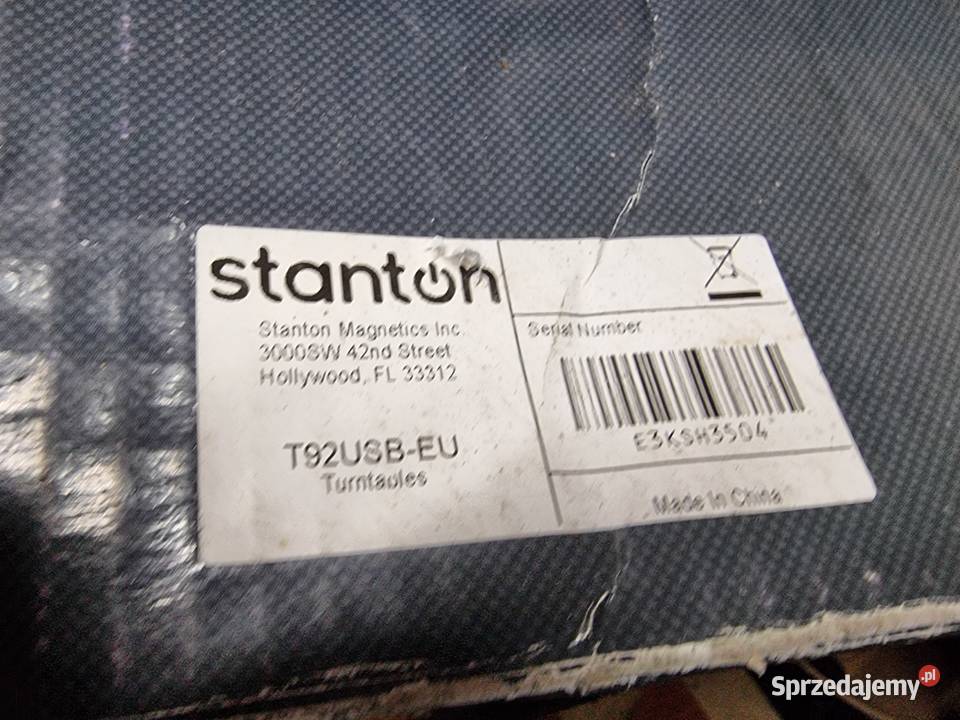 stanton
Stanton Magnetics Inc.
3000SW 42nd Street
Hollywood, FL 33312
T92USB-EU
Turntables
Serial Number
E3KSH3504
Made In China
Sprzedajemy.pl